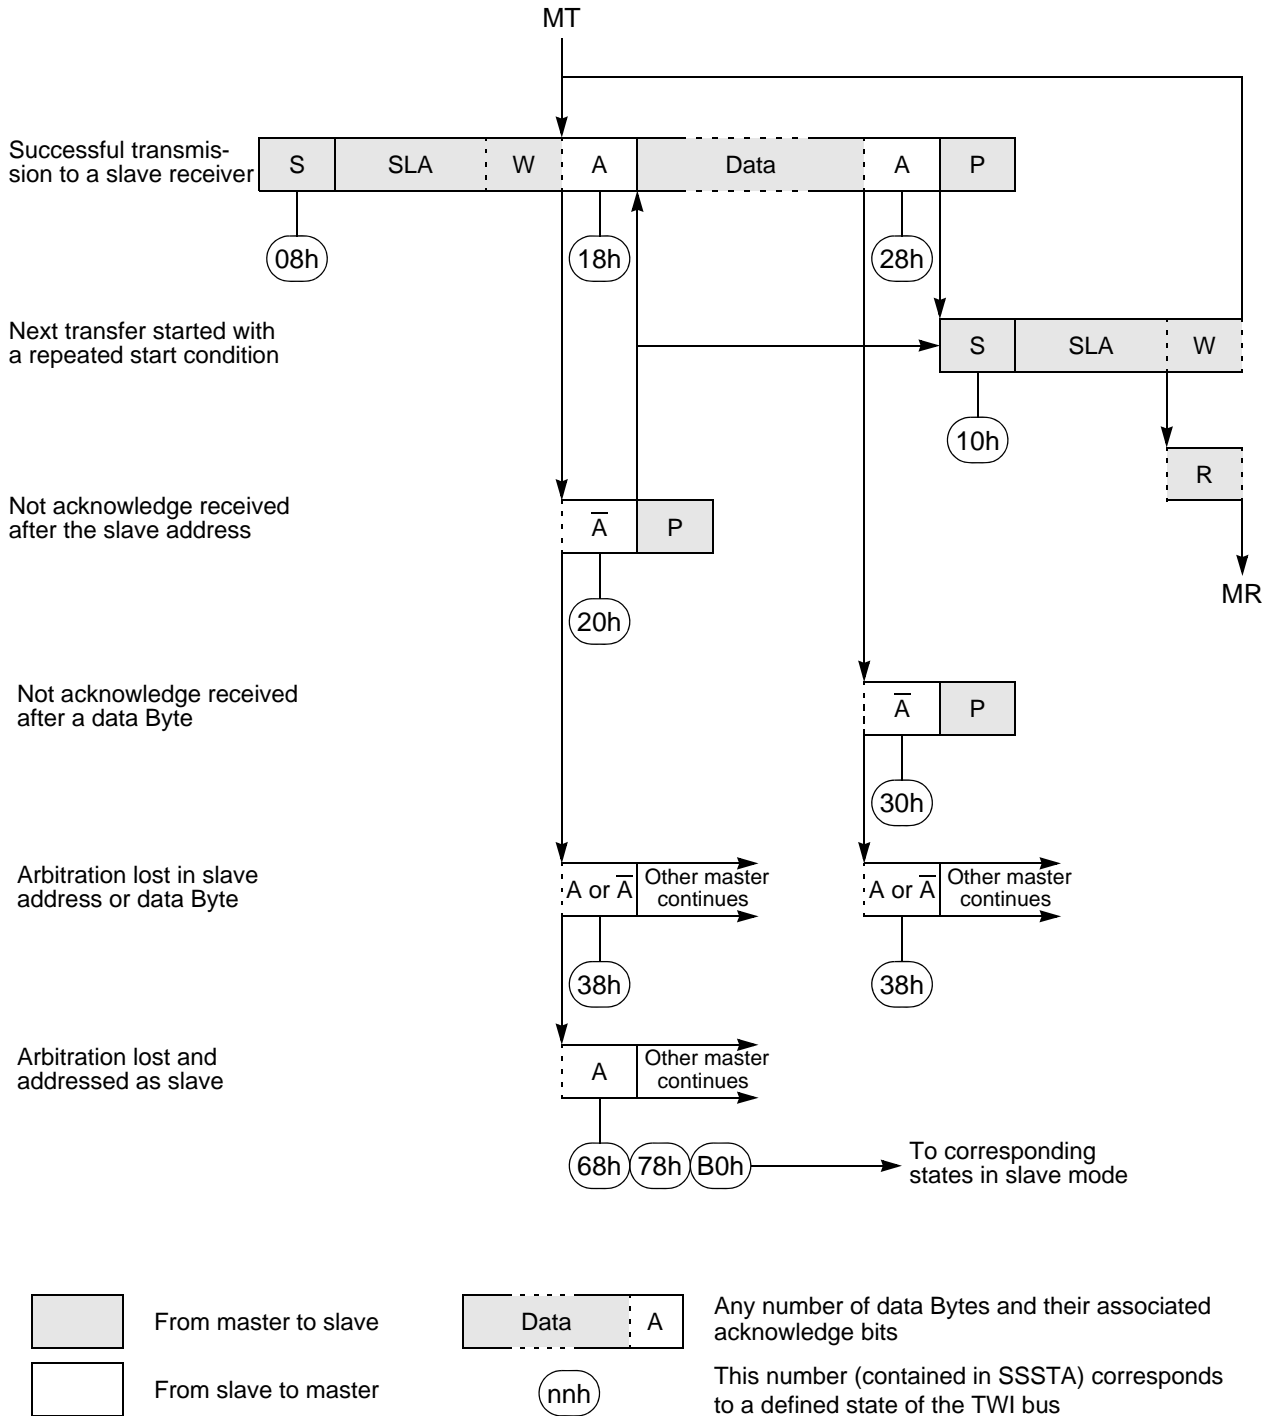 MT
Successful transmis-
sion to a slave receiver
S SLA W A Data A P
08h 18h 28h
Next transfer started with
a repeated start condition
S SLA W
10h
R
MR
Not acknowledge received
after the slave address
A̅ P
20h
Not acknowledge received
after a data Byte
A̅ P
30h
Arbitration lost in slave
address or data Byte
A or A̅ Other master
continues
A or A̅ Other master
continues
38h 38h
Arbitration lost and
addressed as slave
A Other master
continues
68h 78h B0h
To corresponding
states in slave mode
From master to slave
Data A
Any number of data Bytes and their associated
acknowledge bits
From slave to master
nnh
This number (contained in SSSTA) corresponds
to a defined state of the TWI bus